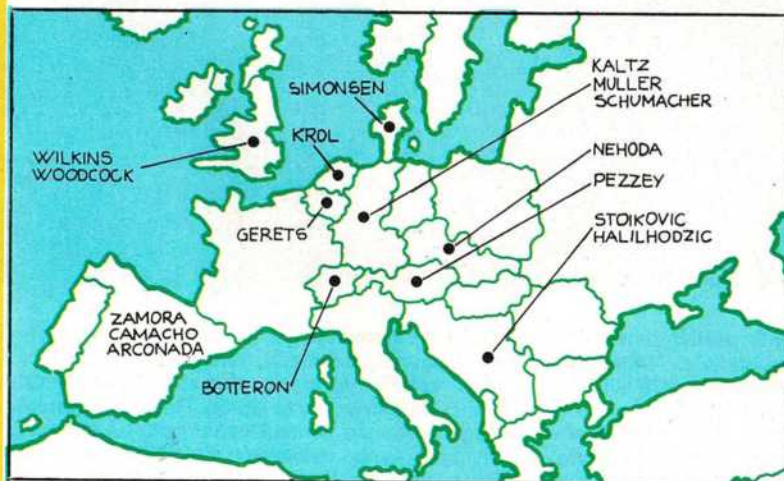 KALTZ
MULLER
SCHUMACHER
SIMONSEN
KROL
WILKINS
WOODCOCK
NEHODA
PEZZEY
GERETS
STOIKOVIC
HALILHODZIC
ZAMORA
CAMACHO
ARCONADA
BOTTERON